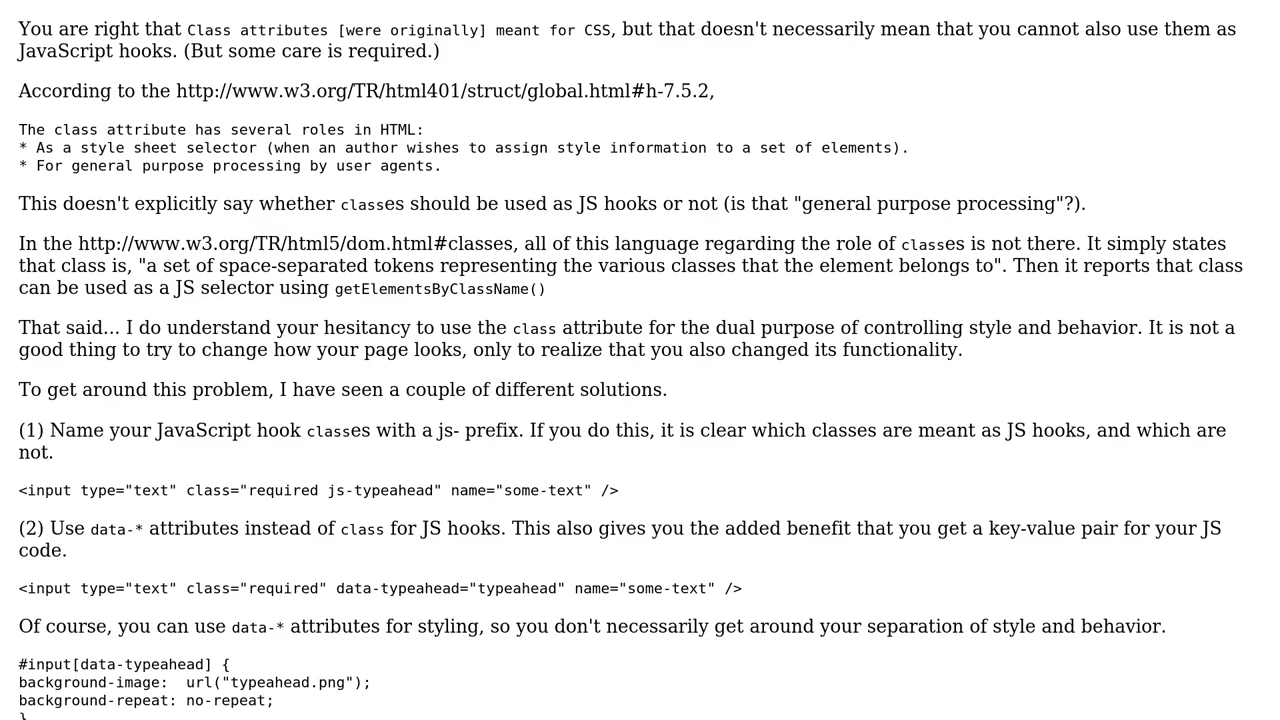 You are right that Class attributes [were originally] meant for CSS, but that doesn't necessarily mean that you cannot also use them as
JavaScript hooks. (But some care is required.)
According to the http://www.w3.org/TR/html401/struct/global.html#h-7.5.2,
The class attribute has several roles in HTML:
* As a style sheet selector (when an author wishes to assign style information to a set of elements).
* For general purpose processing by user agents.
This doesn't explicitly say whether classes should be used as JS hooks or not (is that "general purpose processing"?).
In the http://www.w3.org/TR/html5/dom.html#classes, all of this language regarding the role of classes is not there. It simply states
that class is, "a set of space-separated tokens representing the various classes that the element belongs to". Then it reports that class
can be used as a JS selector using getElementsByClassName()
That said... I do understand your hesitancy to use the class attribute for the dual purpose of controlling style and behavior. It is not a
good thing to try to change how your page looks, only to realize that you also changed its functionality.
To get around this problem, I have seen a couple of different solutions.
(1) Name your JavaScript hook classes with a js- prefix. If you do this, it is clear which classes are meant as JS hooks, and which are
not.
<input type="text" class="required js-typeahead" name="some-text" />
(2) Use data-* attributes instead of class for JS hooks. This also gives you the added benefit that you get a key-value pair for your JS
code.
<input type="text" class="required" data-typeahead="typeahead" name="some-text" />
Of course, you can use data-* attributes for styling, so you don't necessarily get around your separation of style and behavior.
#input[data-typeahead] {
background-image:  url("typeahead.png");
background-repeat: no-repeat;
}